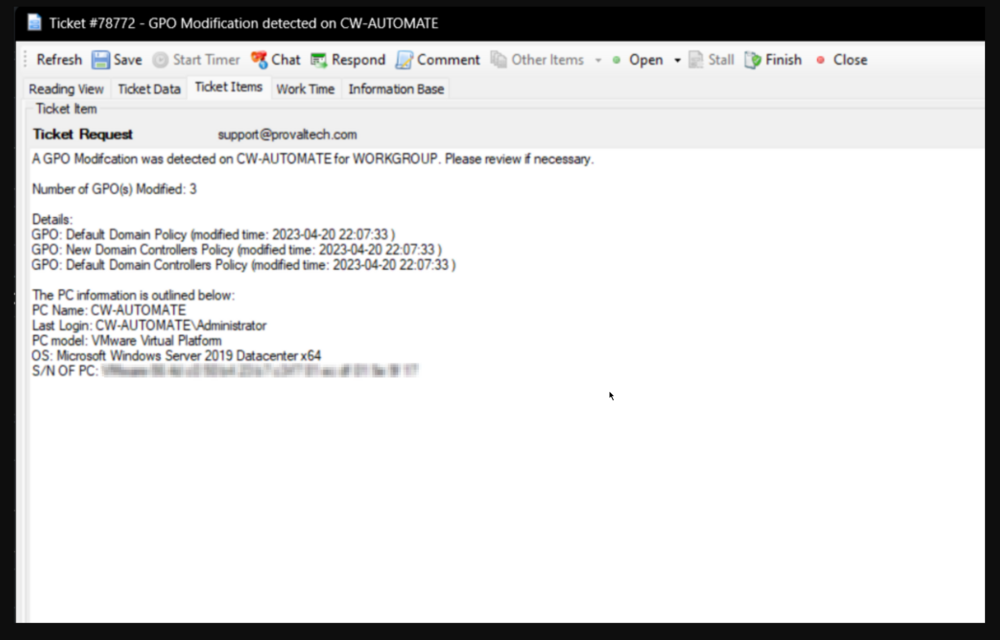 Ticket #78772 - GPO Modification detected on CW-AUTOMATE
Refresh Save Start Timer Chat Respond Comment Other Items Open Stall Finish Close
Reading View Ticket Data Ticket Items Work Time Information Base
Ticket Item
Ticket Request support@provaltech.com
A GPO Modifcation was detected on CW-AUTOMATE for WORKGROUP. Please review if necessary.
Number of GPO(s) Modified: 3
Details:
GPO: Default Domain Policy (modified time: 2023-04-20 22:07:33 )
GPO: New Domain Controllers Policy (modified time: 2023-04-20 22:07:33 )
GPO: Default Domain Controllers Policy (modified time: 2023-04-20 22:07:33 )
The PC information is outlined below:
PC Name: CW-AUTOMATE
Last Login: CW-AUTOMATE\Administrator
PC model: VMware Virtual Platform
OS: Microsoft Windows Server 2019 Datacenter x64
S/N OF PC: